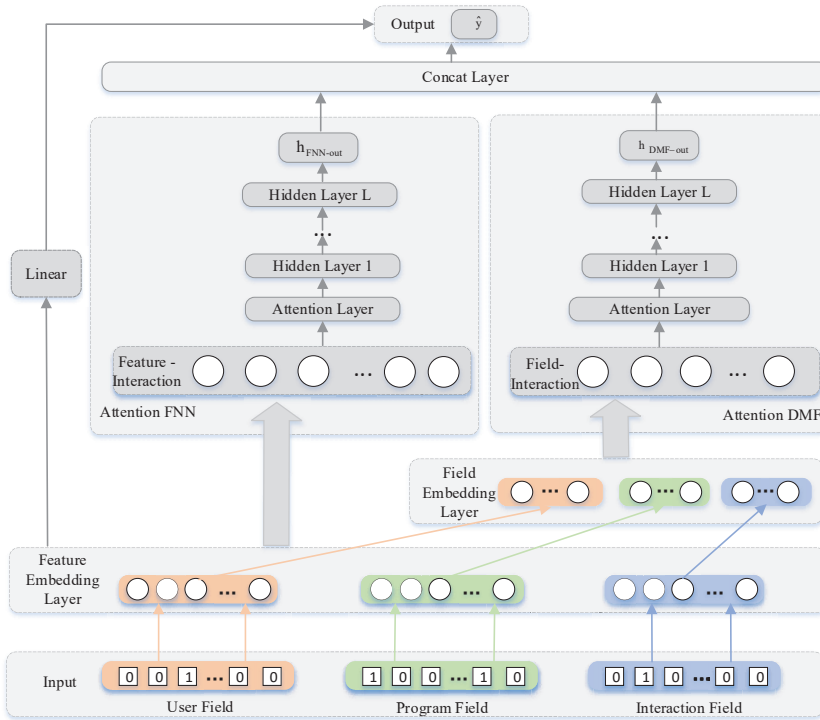 Output ŷ
Concat Layer
h FNN-out
h DMF-out
Hidden Layer L
Hidden Layer L
...
...
Linear
Hidden Layer 1
Hidden Layer 1
Attention Layer
Attention Layer
Feature -
Interaction
...
Field-
Interaction
...
Attention FNN
Attention DMF
Field
Embedding
Layer
...
...
...
Feature
Embedding
Layer
...
...
...
Input
0 0 1 ... 0 0
1 0 0 ... 1 0
0 1 0 ... 0 0
User Field
Program Field
Interaction Field